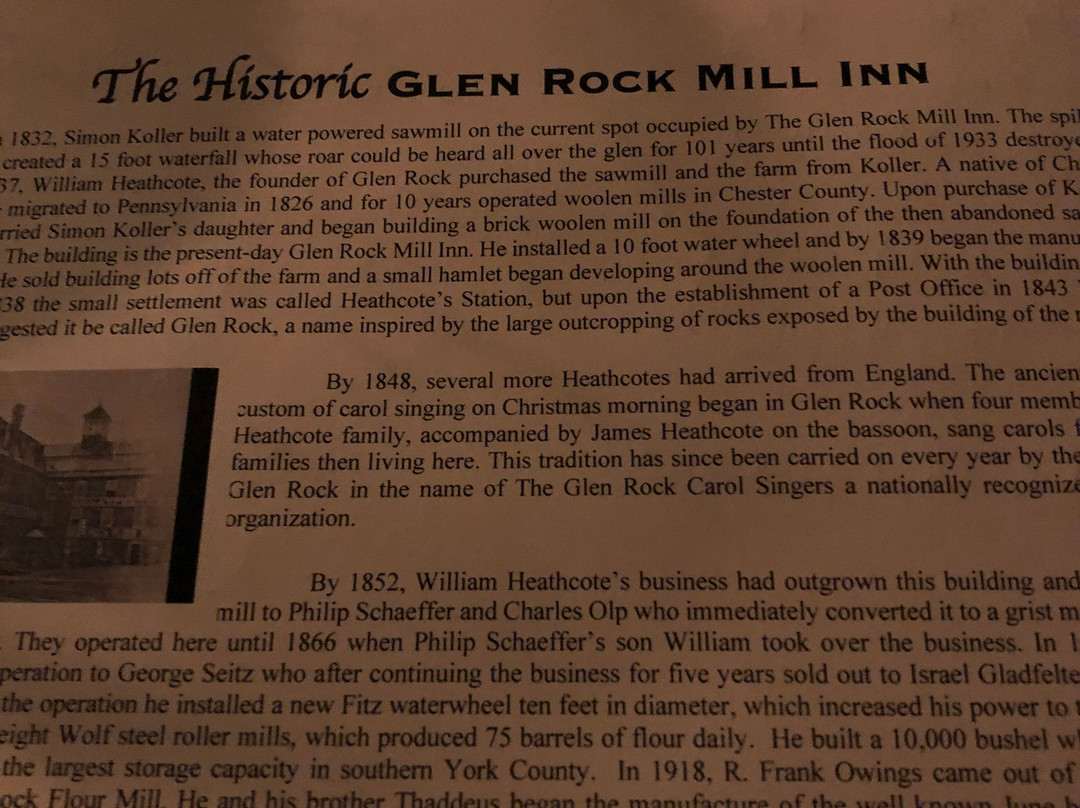 The Historic GLEN ROCK MILL INN
1832, Simon Koller built a water powered sawmill on the current spot occupied by The Glen Rock Mill Inn. The
created a 15 foot waterfall whose roar could be heard all over the glen for 101 years until the flood of 1933
37, William Heathcote, the founder of Glen Rock purchased the sawmill and the farm from Koller. A native of
migrated to Pennsylvania in 1826 and for 10 years operated woolen mills in Chester County. Upon purchase of
rried Simon Koller's daughter and began building a brick woolen mill on the foundation of the then abandoned
The building is the present-day Glen Rock Mill Inn. He installed a 10 foot water wheel and by 1839 began the manu
He sold building lots off of the farm and a small hamlet began developing around the woolen mill. With the buildin
38 the small settlement was called Heathcote's Station, but upon the establishment of a Post Office in 1843
gested it be called Glen Rock, a name inspired by the large outcropping of rocks exposed by the building of the
By 1848, several more Heathcotes had arrived from England. The ancien
custom of carol singing on Christmas morning began in Glen Rock when four memb
Heathcote family, accompanied by James Heathcote on the bassoon, sang carols
families then living here. This tradition has since been carried on every year by the
Glen Rock in the name of The Glen Rock Carol Singers a nationally recognize
organization.
By 1852, William Heathcote's business had outgrown this building and
mill to Philip Schaeffer and Charles Olp who immediately converted it to a grist m
They operated here until 1866 when Philip Schaeffer's son William took over the business. In 1
peration to George Seitz who after continuing the business for five years sold out to Israel Gladfelte
the operation he installed a new Fitz waterwheel ten feet in diameter, which increased his power to
eight Wolf steel roller mills, which produced 75 barrels of flour daily. He built a 10,000 bushel
the largest storage capacity in southern York County. In 1918, R. Frank Owings came out of
ock Flour Mill. He and his brother Thaddeus began the manufacture of the well known